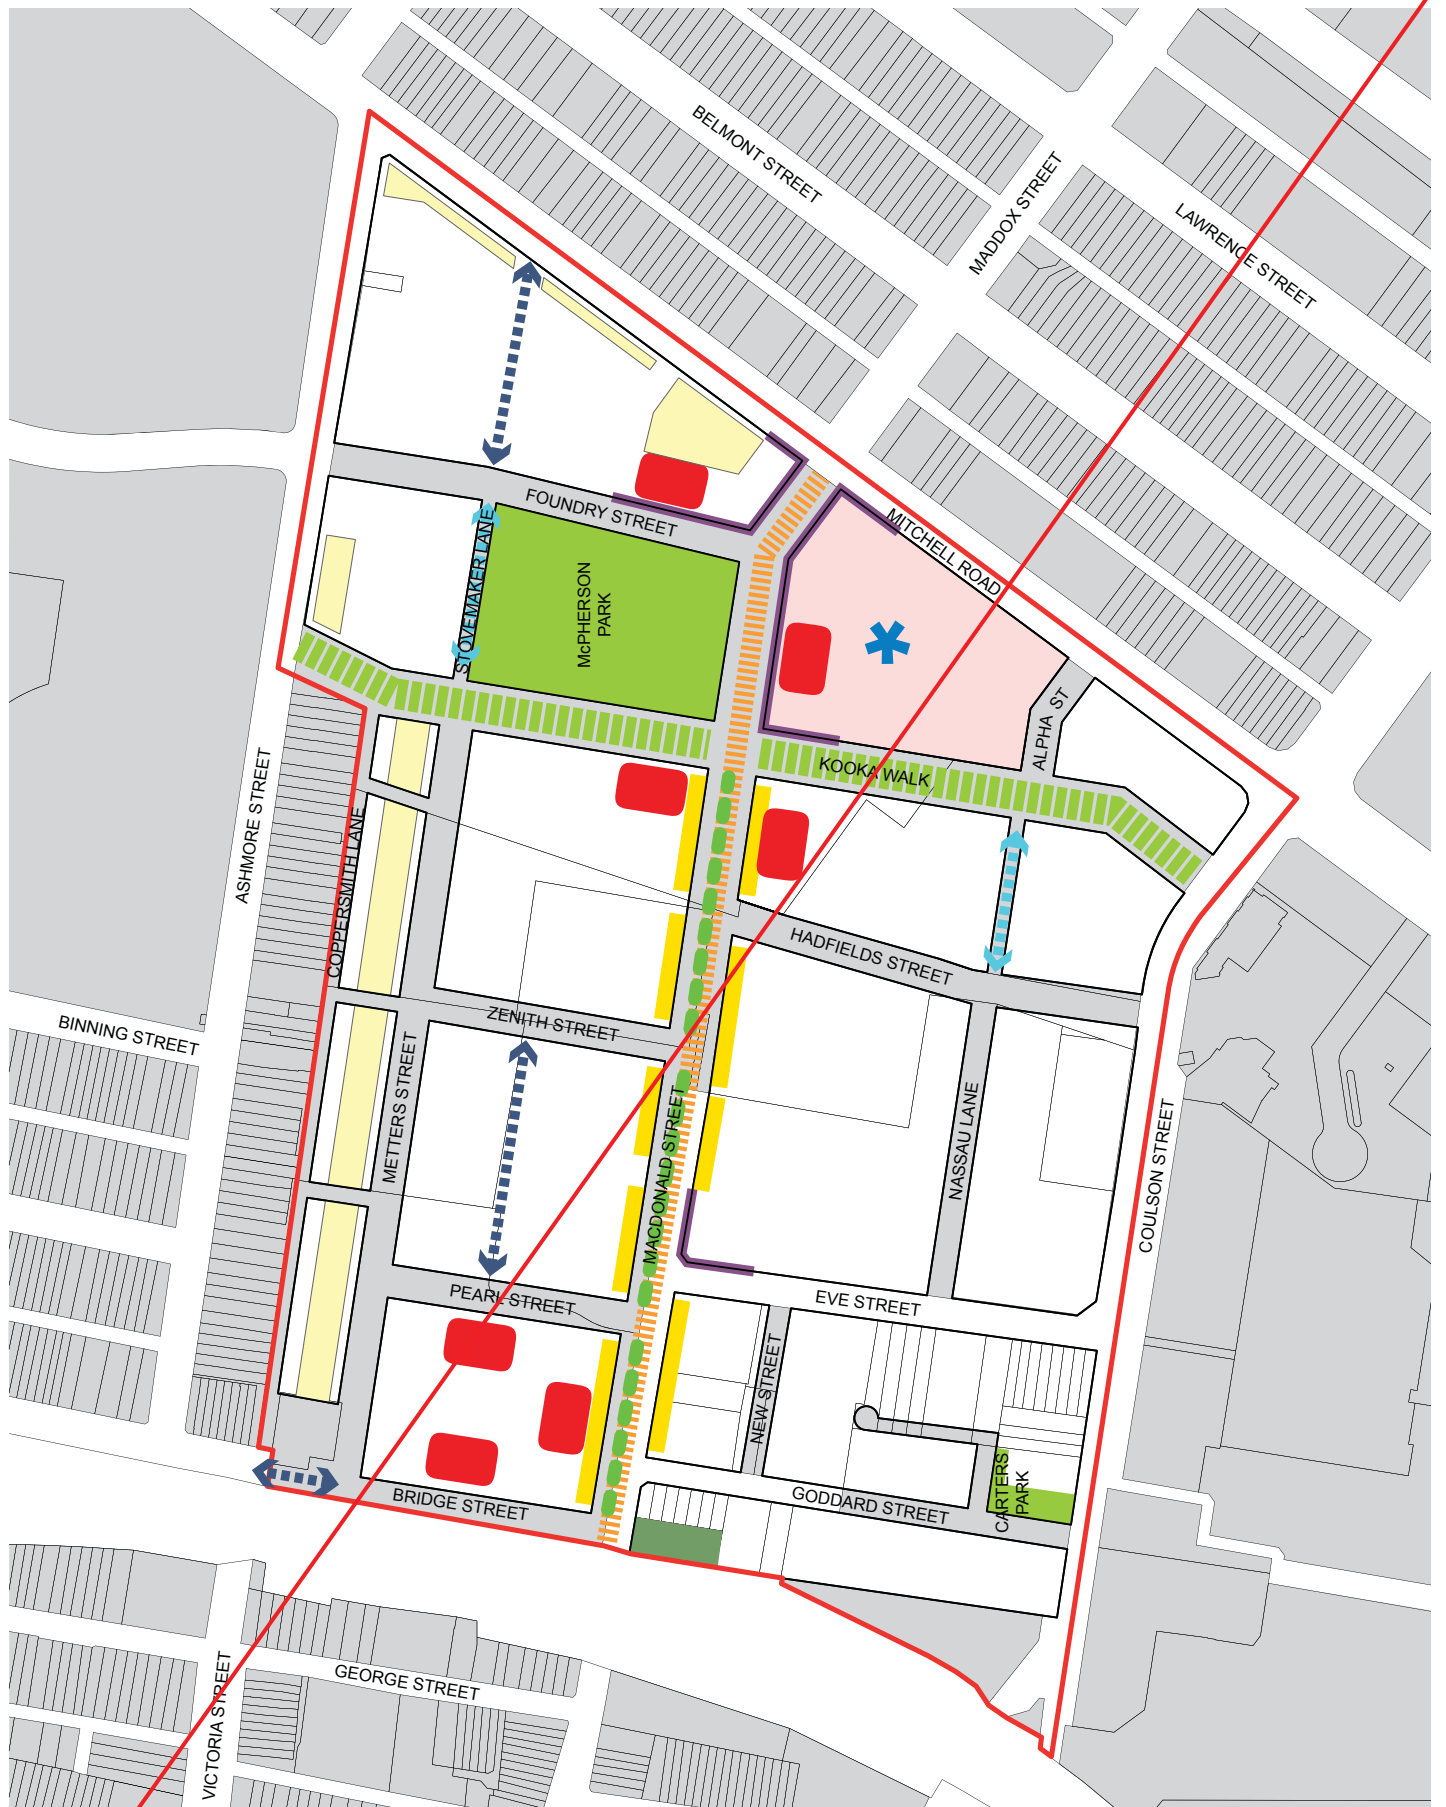 BELMONT STREET
MADDOX STREET
LAWRENCE STREET
FOUNDRY STREET
MITCHELL ROAD
STOVEMAKER LANE
McPHERSON
PARK
ALPHA ST
KOOKA WALK
ASHMORE STREET
COPPERSMITH LANE
HADFIELDS STREET
ZENITH STREET
BINNING STREET
METTERS STREET
MACDONALD STREET
NASSAU LANE
COULSON STREET
PEARL STREET
EVE STREET
NEW STREET
BRIDGE STREET
GODDARD STREET
CARTERS
PARK
GEORGE STREET
VICTORIA STREET